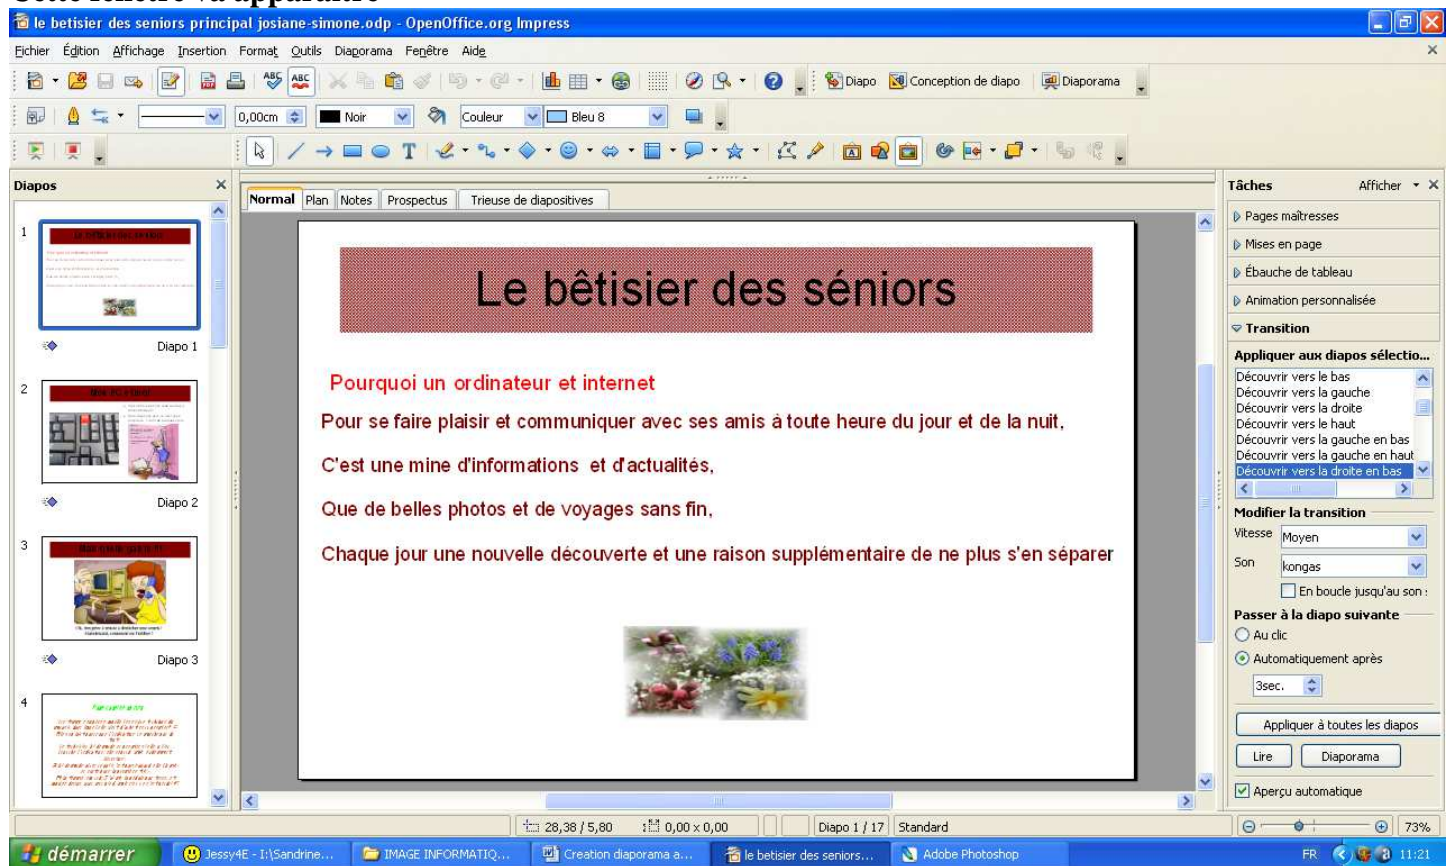 Cette fenêtre va apparaître
le betisier des seniors principal josiane-simone.odp - OpenOffice.org Impress
Fichier Édition Affichage Insertion Format Outils Diaporama Fenêtre Aide
Diapo Conception de diapo Diaporama
0,00cm Noir Couleur Bleu 8
Diapos
Normal Plan Notes Prospectus Trieuse de diapositives
1
Diapo 1
2
Diapo 2
3
Diapo 3
4
Le bêtisier des séniors
Pourquoi un ordinateur et internet
Pour se faire plaisir et communiquer avec ses amis à toute heure du jour et de la nuit,
C'est une mine d'informations et d'actualités,
Que de belles photos et de voyages sans fin,
Chaque jour une nouvelle découverte et une raison supplémentaire de ne plus s'en séparer
Tâches Afficher
Pages maîtresses
Mises en page
Ébauche de tableau
Animation personnalisée
Transition
Appliquer aux diapos sélectio...
Découvrir vers le bas
Découvrir vers la gauche
Découvrir vers la droite
Découvrir vers le haut
Découvrir vers la gauche en bas
Découvrir vers la gauche en haut
Découvrir vers la droite en bas
Modifier la transition
Vitesse Moyen
Son kongas
En boucle jusqu'au son :
Passer à la diapo suivante
Au clic
Automatiquement après
3sec.
Appliquer à toutes les diapos
Lire Diaporama
Aperçu automatique
28,38 / 5,80 0,00 x 0,00 Diapo 1 / 17 Standard 73%
démarrer Jessy4E - I:\Sandrine... IMAGE INFORMATIQ... Creation diaporama a... le betisier des seniors... Adobe Photoshop FR 11:21